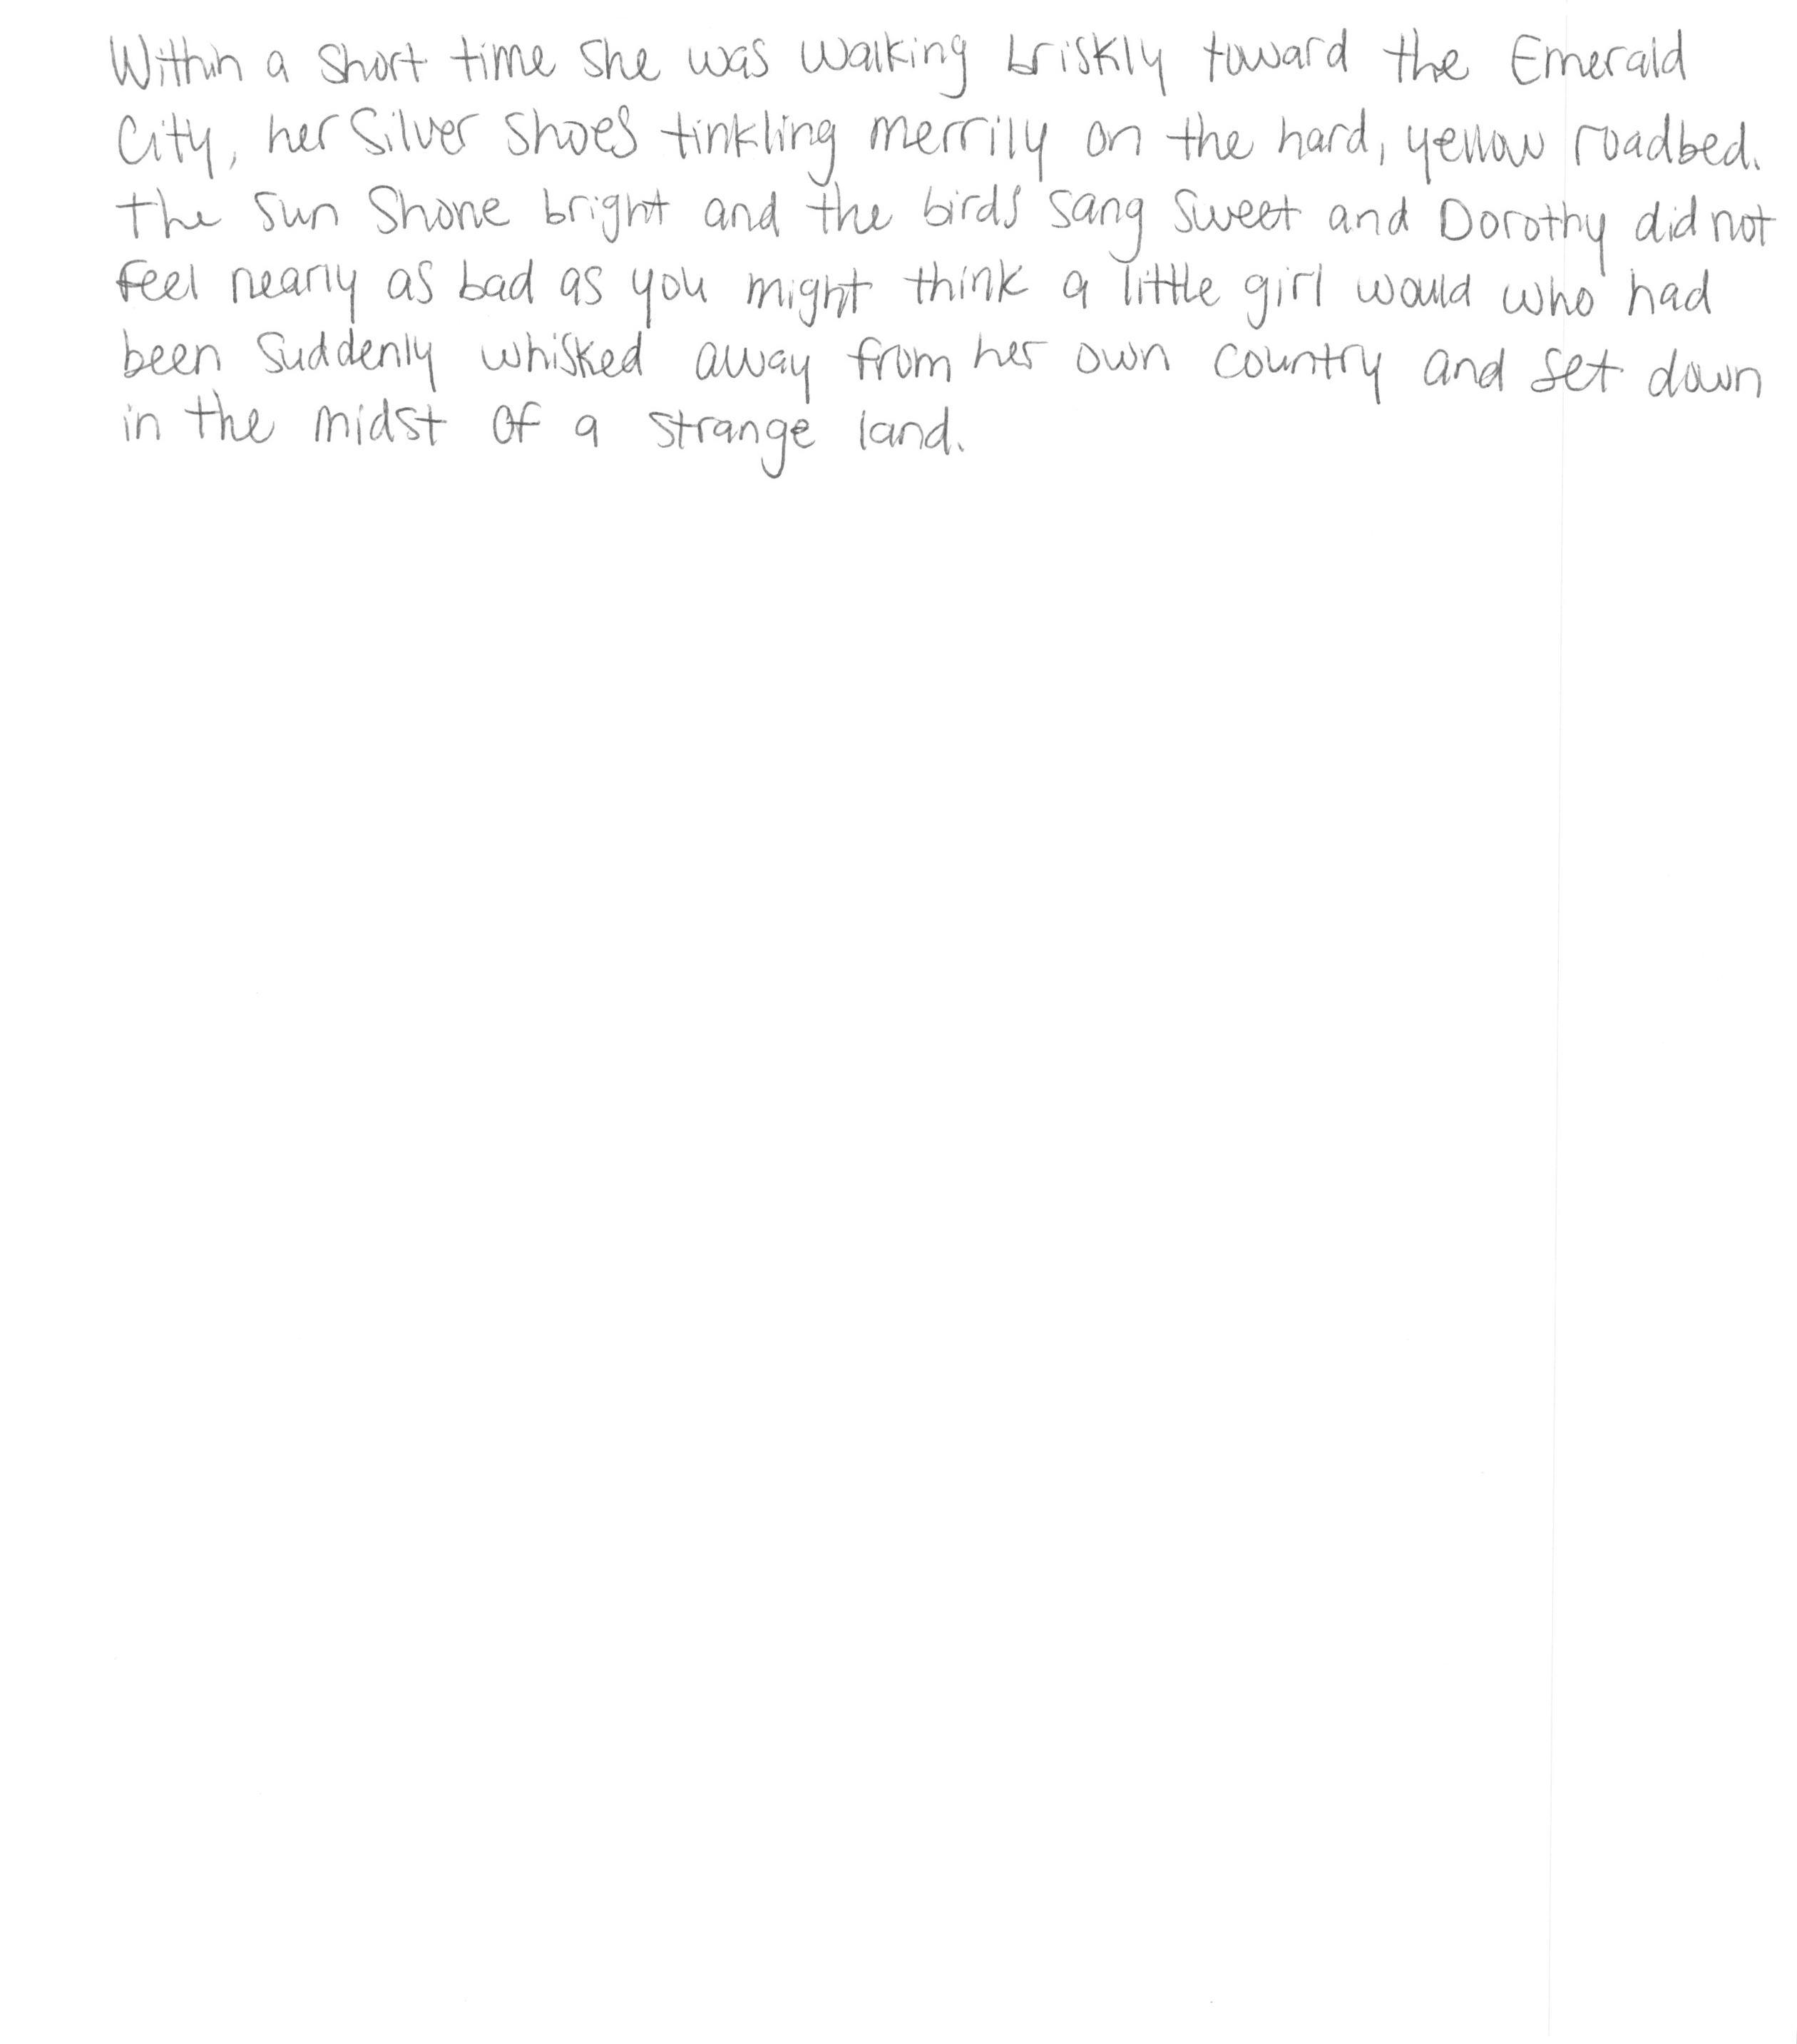 Within a short time she was walking briskly toward the Emerald
City, her Silver Shoes tinkling merrily on the hard, yellow roadbed.
The sun shone bright and the birds sang sweet and Dorothy did not
feel nearly as bad as you might think a little girl would who had
been suddenly whisked away from her own country and set down
in the midst of a strange land.